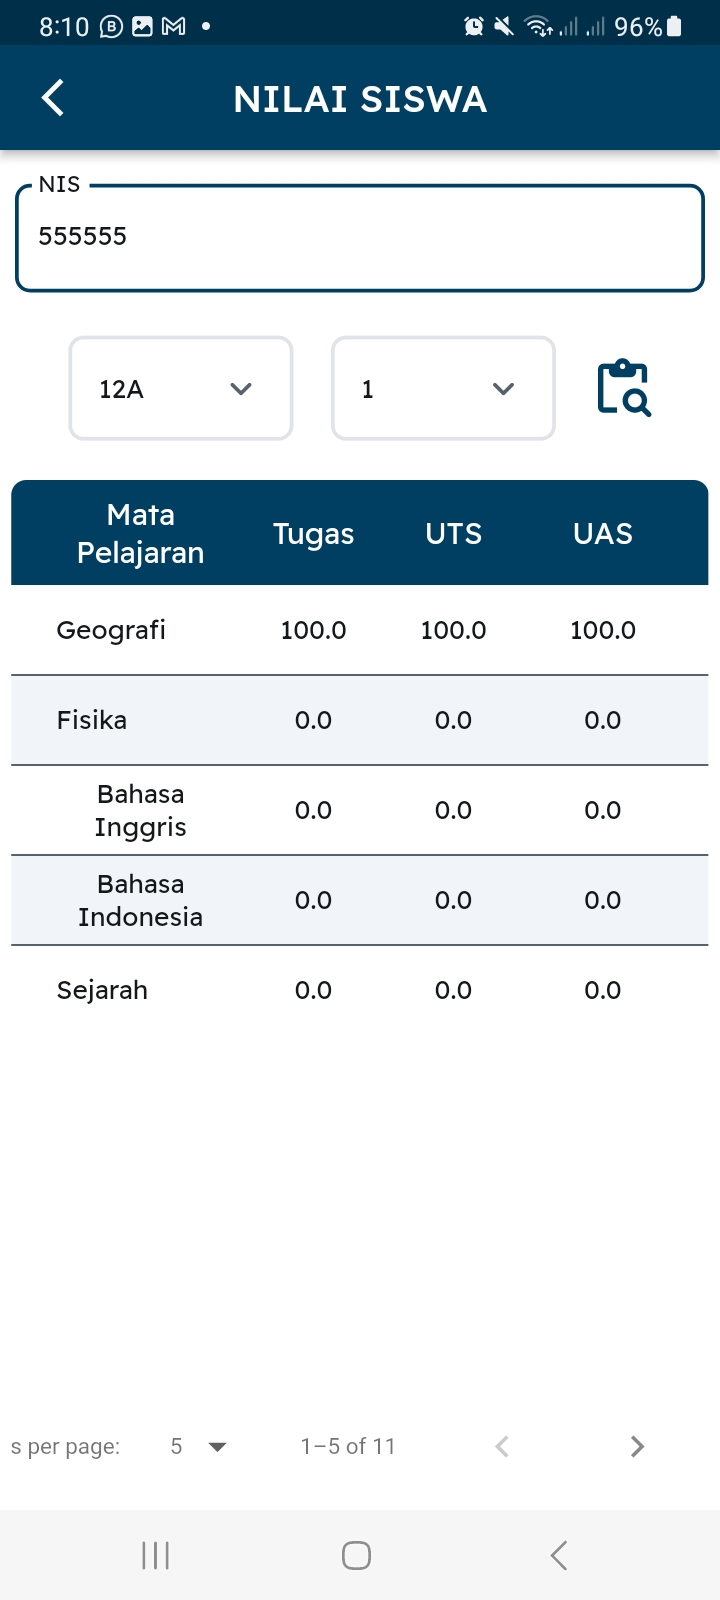 8:10 B 96%
NILAI SISWA
NIS
555555
12A 1
Mata
Pelajaran Tugas UTS UAS
Geografi 100.0 100.0 100.0
Fisika 0.0 0.0 0.0
Bahasa
Inggris 0.0 0.0 0.0
Bahasa
Indonesia 0.0 0.0 0.0
Sejarah 0.0 0.0 0.0
s per page: 5 1–5 of 11